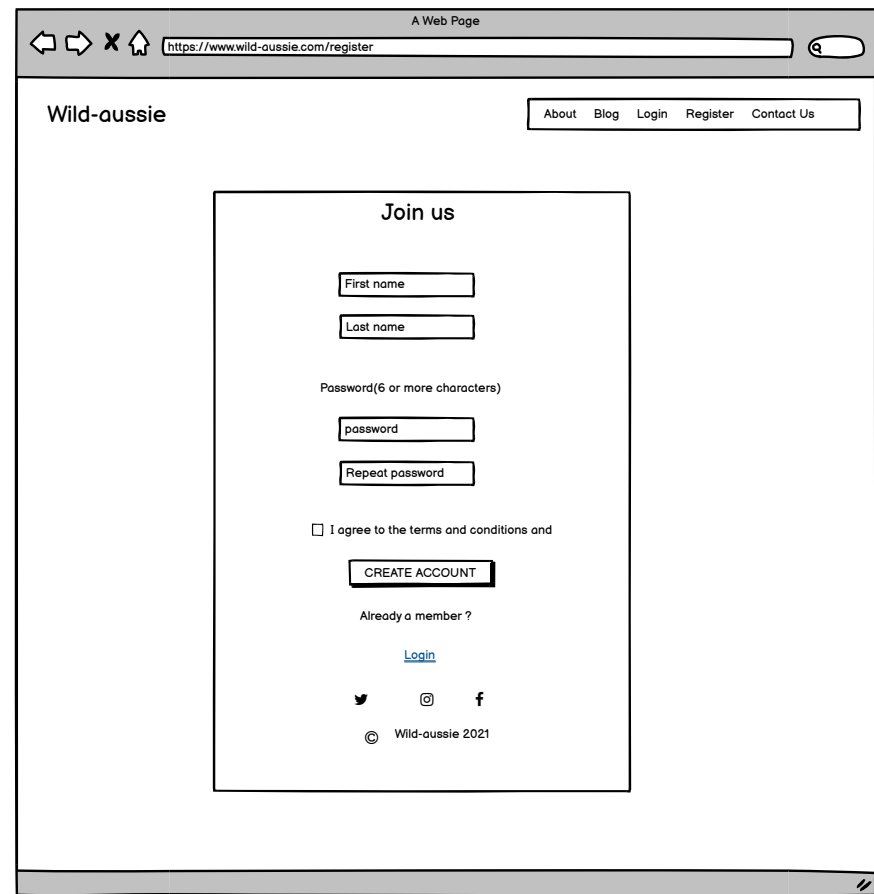 A Web Page
https://www.wild-aussie.com/register
Wild-aussie
About Blog Login Register Contact Us
Join us
First name
Last name
Password(6 or more characters)
password
Repeat password
I agree to the terms and conditions and
CREATE ACCOUNT
Already a member ?
Login
© Wild-aussie 2021